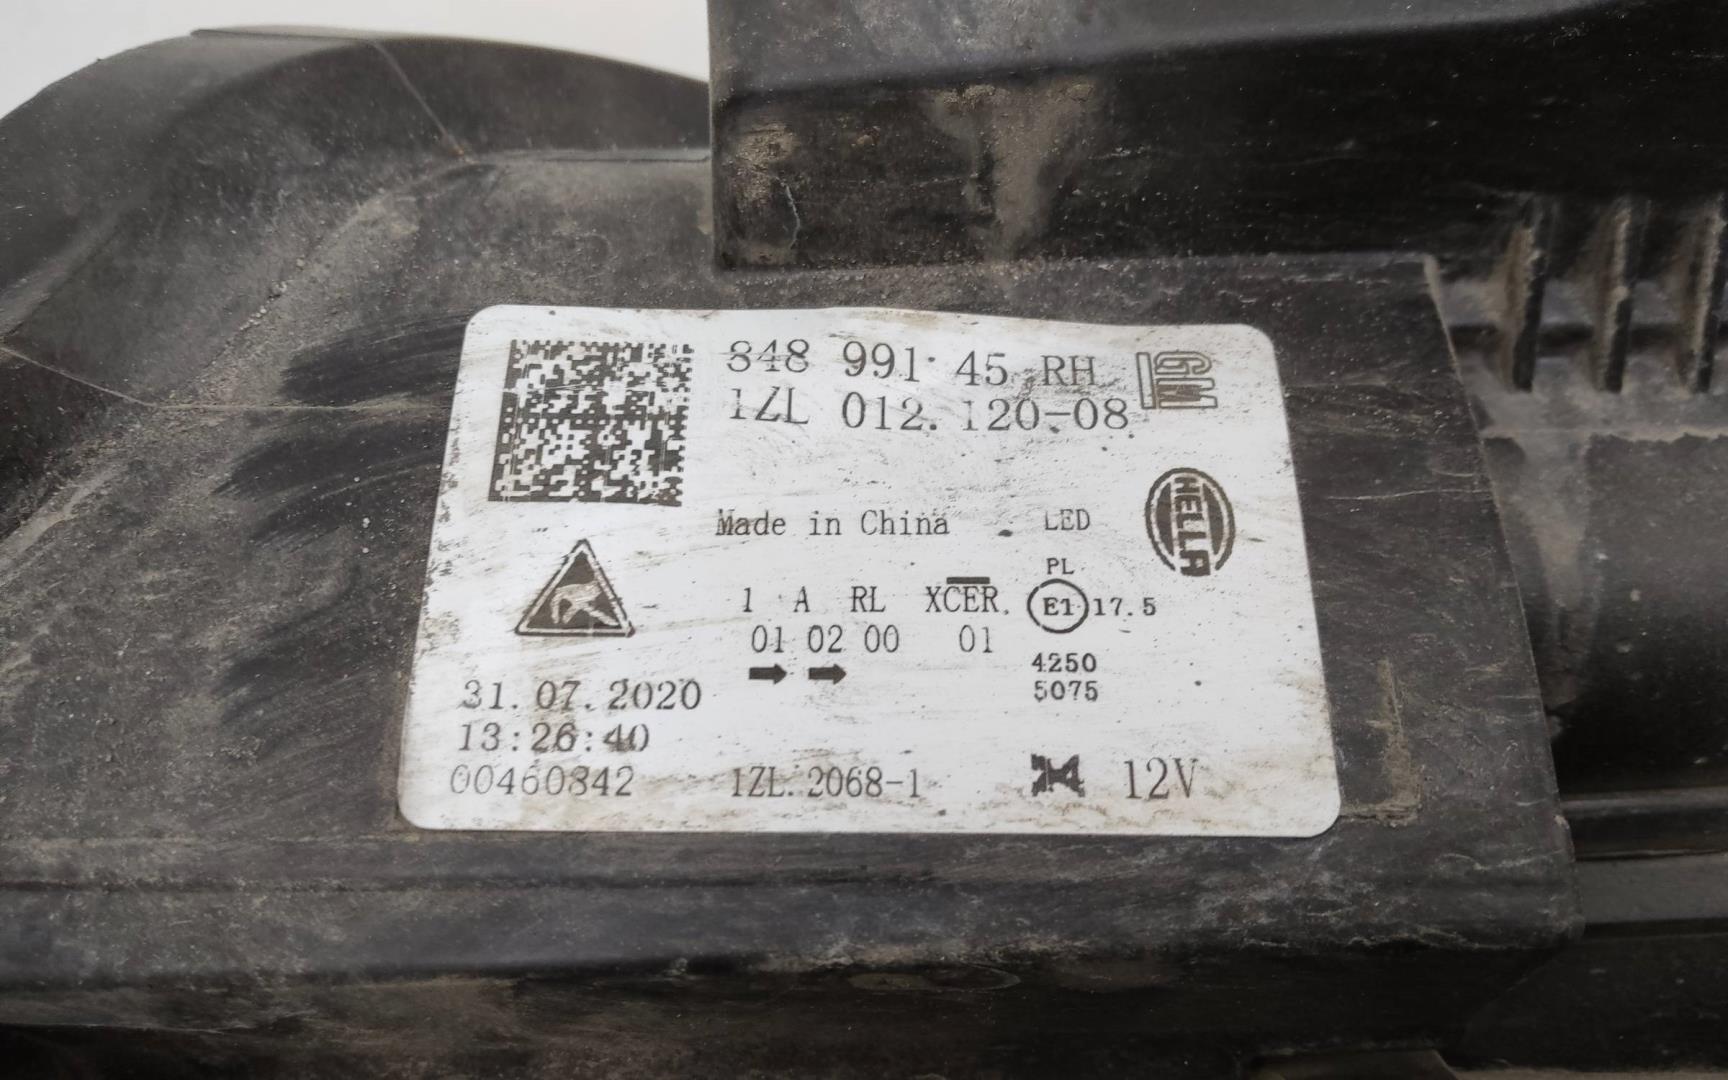 848 991 45 RH GM
1ZL 012.120-08
Made in China LED
HELLA
PL
1 A RL XCER E1 17.5
01 02 00 01
4250
5075
31.07.2020
13:26:40
00460842 1ZL.2068-1 12V